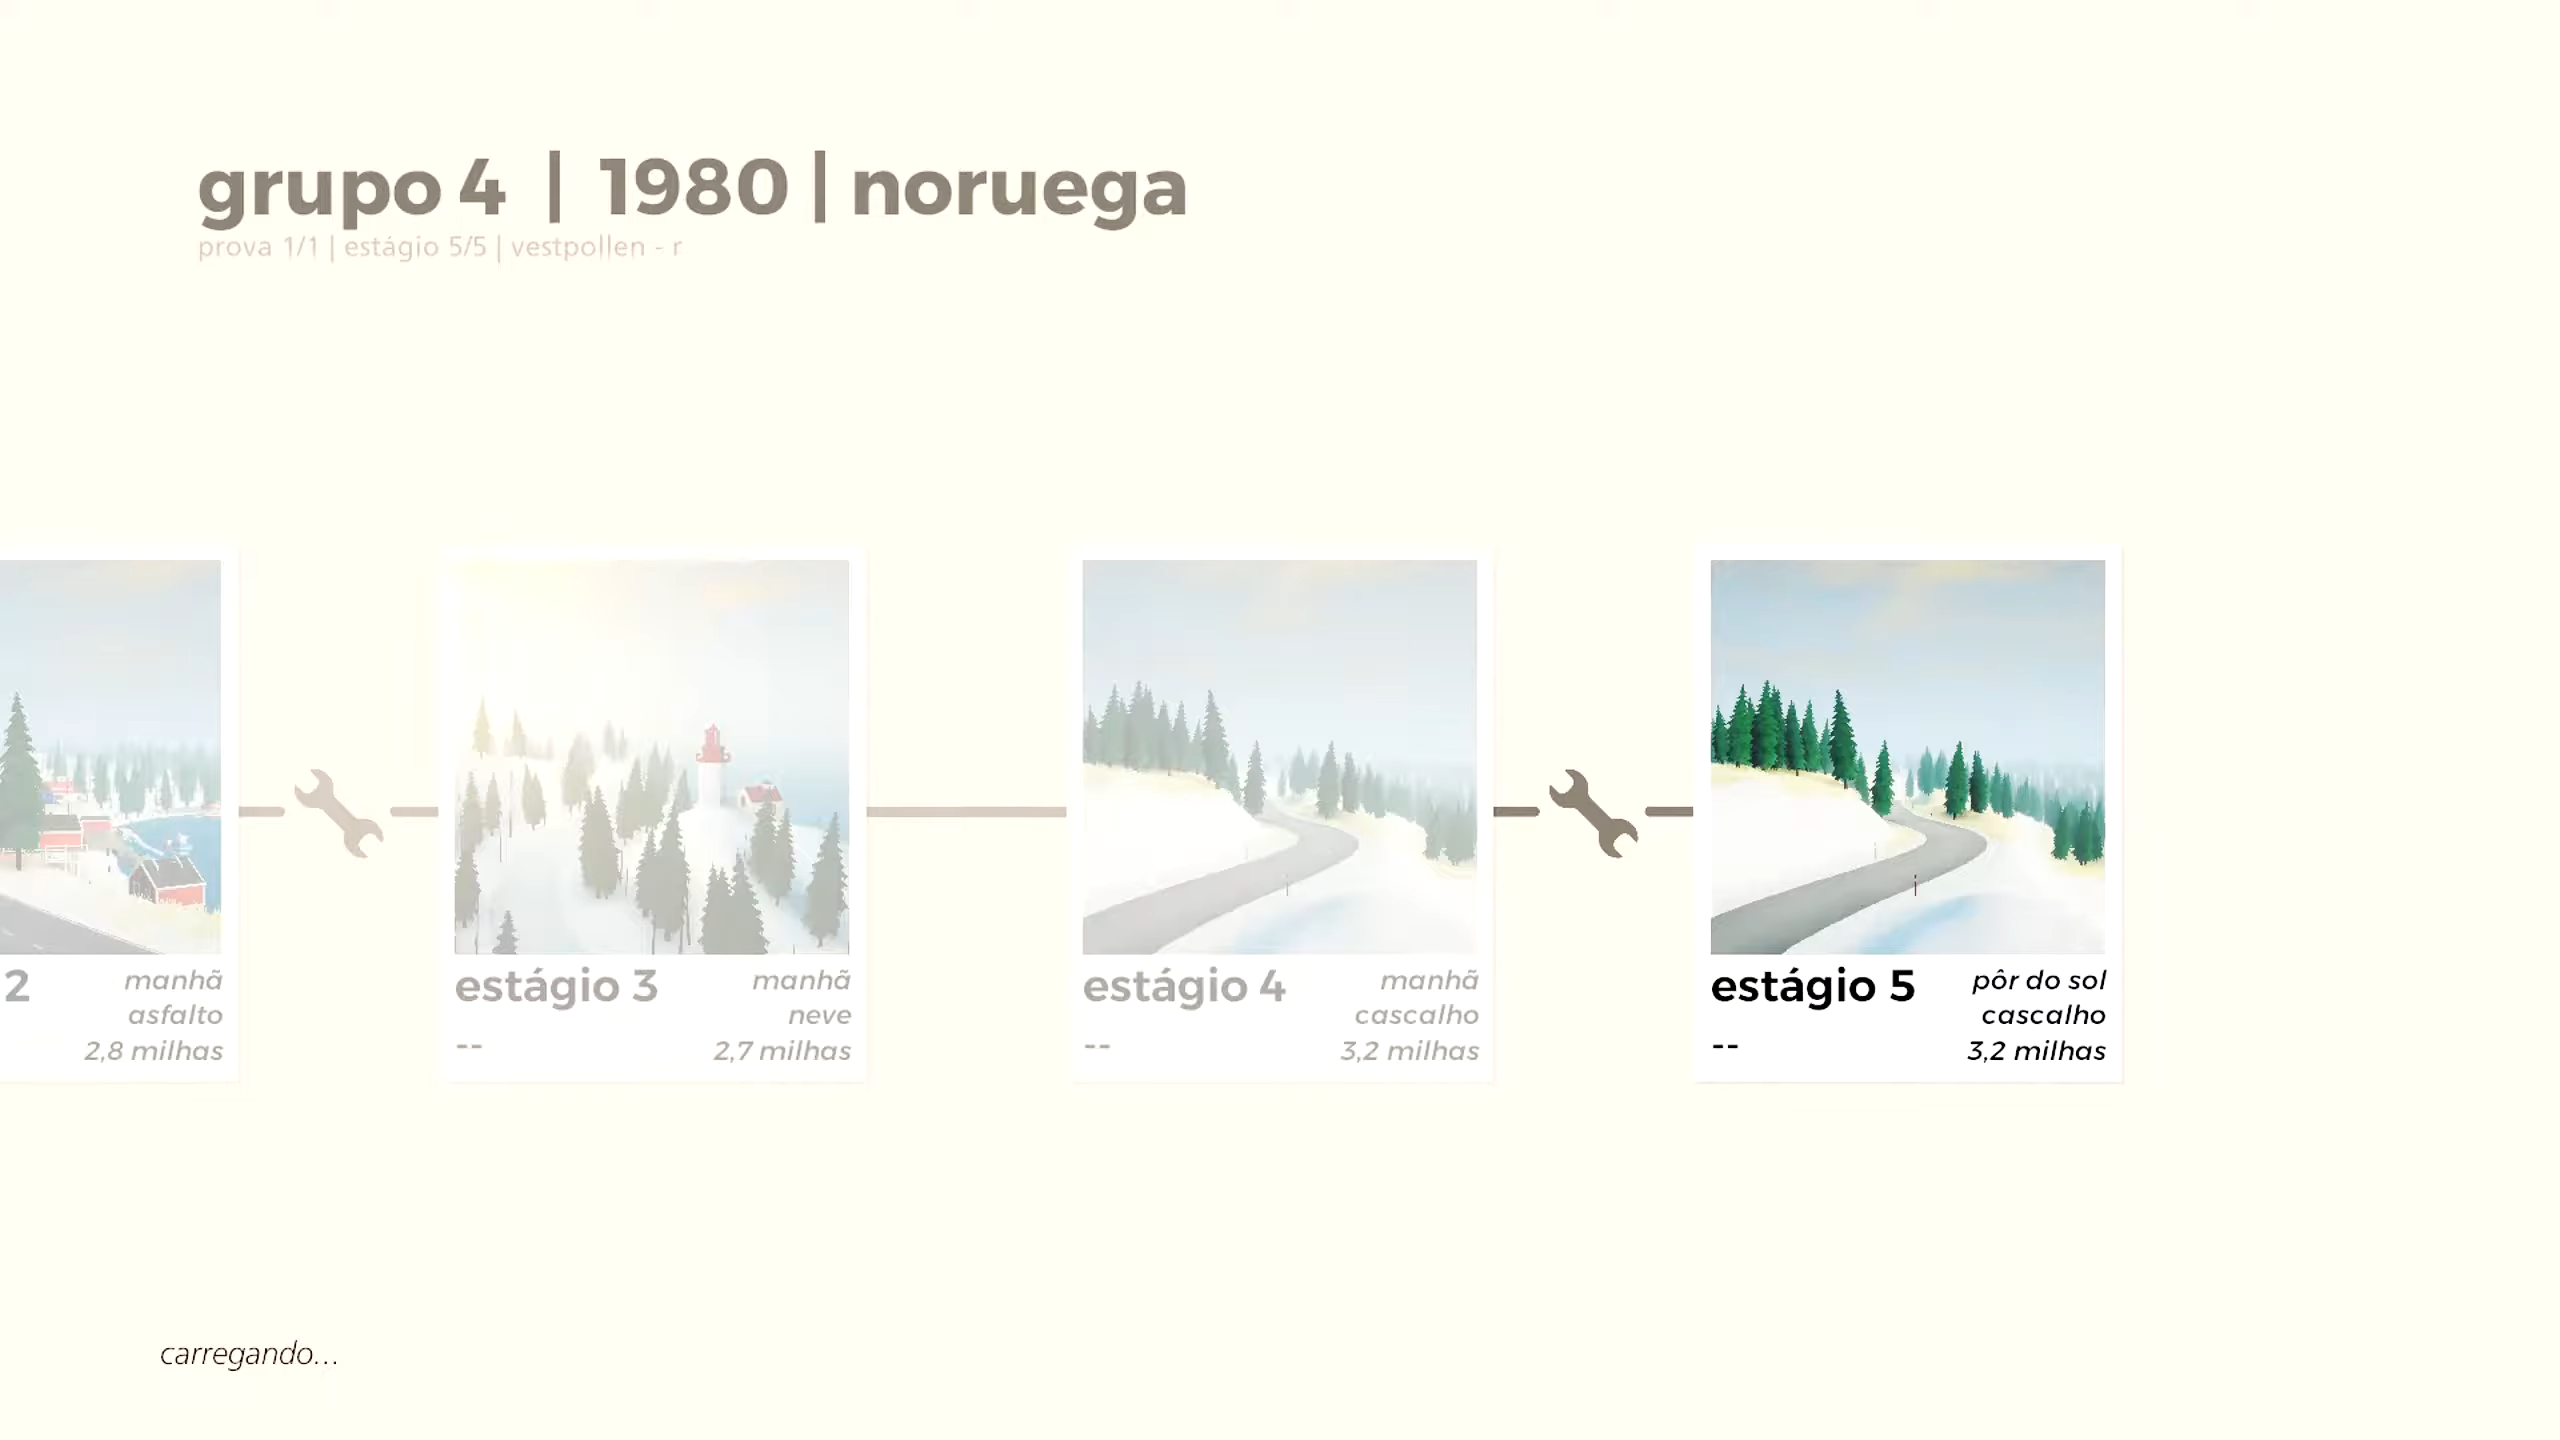 grupo 4 | 1980 | noruega
prova 1/1 | estágio 5/5 | vestpollen - r
2
manhã
asfalto
2,8 milhas
estágio 3
--
manhã
neve
2,7 milhas
estágio 4
--
manhã
cascalho
3,2 milhas
estágio 5
--
pôr do sol
cascalho
3,2 milhas
carregando...